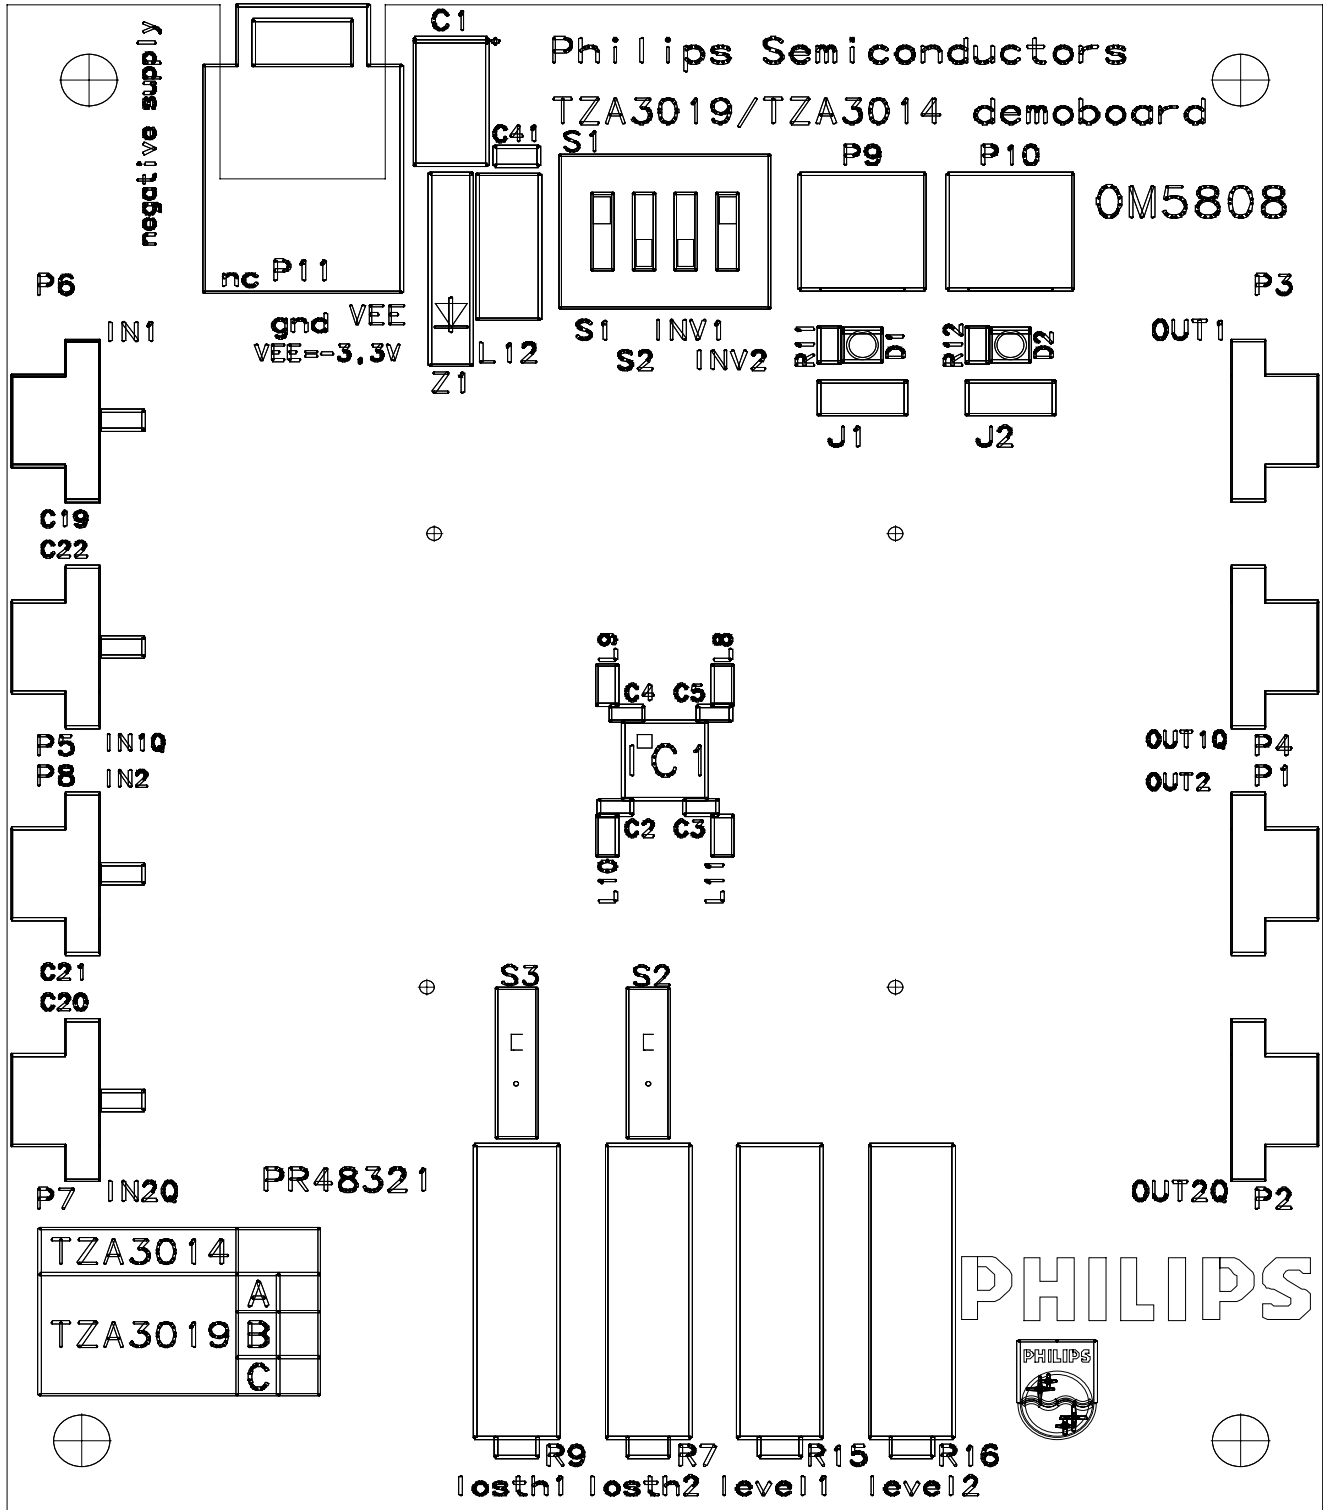 Philips Semiconductors
TZA3019/TZA3014 demoboard
OM5808
negative supply
C1
C41
S1
P9
P10
nc P11
gnd VEE
VEE=-3,3V
Z1
L12
S1 INV1
S2 INV2
R11
D1
R12
D2
J1
J2
P6
IN1
P3
OUT1
C19
C22
L9
L8
C4
C5
IC1
C2
C3
L10
L11
P5 IN1Q
P8 IN2
OUT1Q P4
OUT2 P1
C21
C20
S3
S2
P7 IN2Q
PR48321
OUT2Q P2
TZA3014
TZA3019
A
B
C
PHILIPS
PHILIPS
R9
R7
R15
R16
losth1
losth2
level1
level2